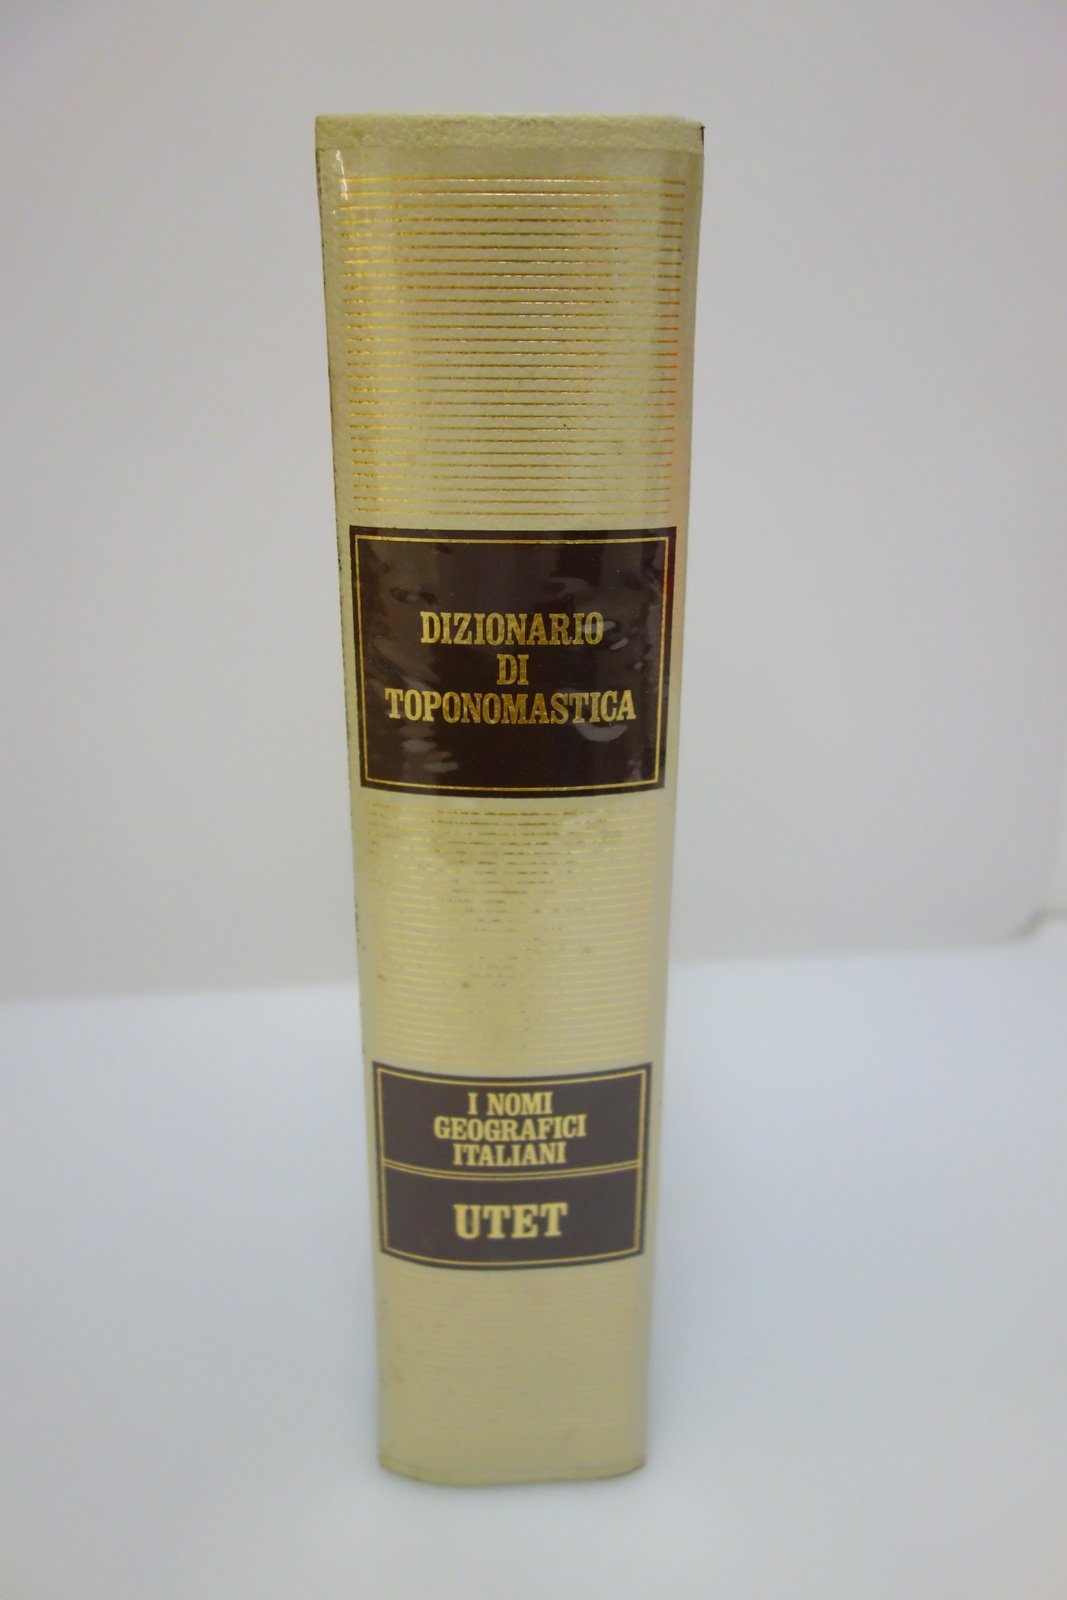 DIZIONARIO
DI
TOPONOMASTICA
I NOMI
GEOGRAFICI
ITALIANI
UTET